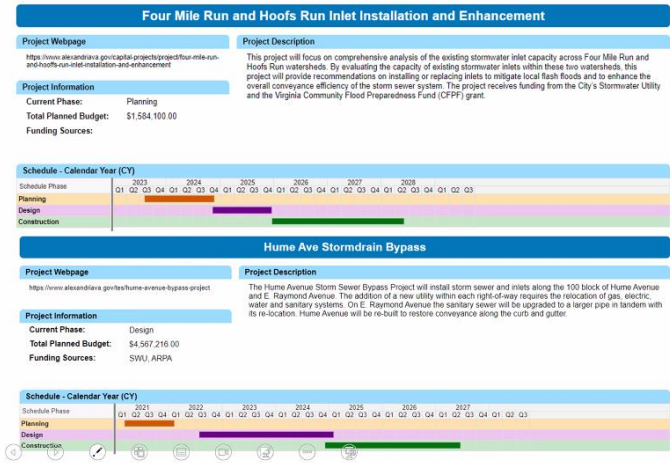 Four Mile Run and Hoofs Run Inlet Installation and Enhancement
Project Webpage
https://www.alexandriava.gov/capital-projects/project/four-mile-run-
and-hooffs-run-inlet-installation-and-enhancement
Project Description
This project will focus on comprehensive analysis of the existing stormwater inlet capacity across Four Mile Run and
Hoofs Run watersheds. By evaluating the capacity of existing stormwater inlets within these two watersheds, this
project will provide recommendations on installing or replacing inlets to mitigate local flash floods and to enhance the
overall conveyance efficiency of the storm sewer system. The project receives funding from the City's Stormwater Utility
and the Virginia Community Flood Preparedness Fund (CFPF) grant.
Project Information
Current Phase: Planning
Total Planned Budget: $1,584,100.00
Funding Sources:
Schedule - Calendar Year (CY)
Schedule Phase
2023 2024 2025 2026 2027 2028
Q1 Q2 Q3 Q4 Q1 Q2 Q3 Q4 Q1 Q2 Q3 Q4 Q1 Q2 Q3 Q4 Q1 Q2 Q3 Q4 Q1 Q2 Q3 Q4 Q1 Q2 Q3
Planning
Design
Construction
Hume Ave Stormdrain Bypass
Project Webpage
https://www.alexandriava.gov/tes/hume-avenue-bypass-project
Project Description
The Hume Avenue Storm Sewer Bypass Project will install storm sewer and inlets along the 100 block of Hume Avenue
and E. Raymond Avenue. The addition of a new utility within each right-of-way requires the relocation of gas, electric,
water and sanitary systems. On E. Raymond Avenue the sanitary sewer will be upgraded to a larger pipe in tandem with
its re-location. Hume Avenue will be re-built to restore conveyance along the curb and gutter.
Project Information
Current Phase: Design
Total Planned Budget: $4,567,216.00
Funding Sources: SWU, ARPA
Schedule - Calendar Year (CY)
Schedule Phase
2021 2022 2023 2024 2025 2026 2027
Q1 Q2 Q3 Q4 Q1 Q2 Q3 Q4 Q1 Q2 Q3 Q4 Q1 Q2 Q3 Q4 Q1 Q2 Q3 Q4 Q1 Q2 Q3 Q4 Q1 Q2 Q3 Q4 Q1 Q2 Q3
Planning
Design
Construction